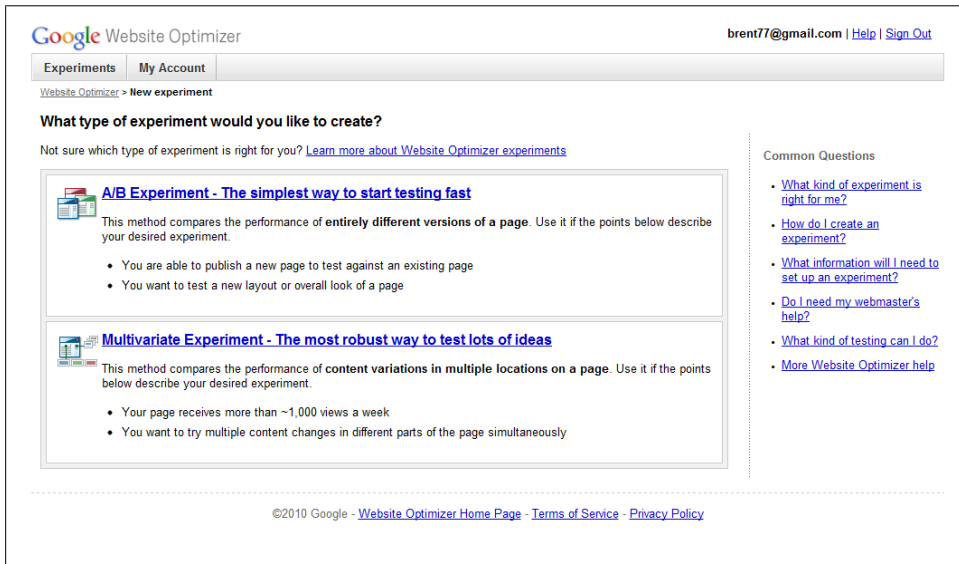 Google Website Optimizer
brent77@gmail.com | Help | Sign Out
Experiments My Account
Website Optimizer > New experiment
What type of experiment would you like to create?
Not sure which type of experiment is right for you? Learn more about Website Optimizer experiments
A/B Experiment - The simplest way to start testing fast
This method compares the performance of entirely different versions of a page. Use it if the points below describe
your desired experiment.
• You are able to publish a new page to test against an existing page
• You want to test a new layout or overall look of a page
Multivariate Experiment - The most robust way to test lots of ideas
This method compares the performance of content variations in multiple locations on a page. Use it if the points
below describe your desired experiment.
• Your page receives more than ~1,000 views a week
• You want to try multiple content changes in different parts of the page simultaneously
Common Questions
• What kind of experiment is
right for me?
• How do I create an
experiment?
• What information will I need to
set up an experiment?
• Do I need my webmaster's
help?
• What kind of testing can I do?
• More Website Optimizer help
©2010 Google - Website Optimizer Home Page - Terms of Service - Privacy Policy